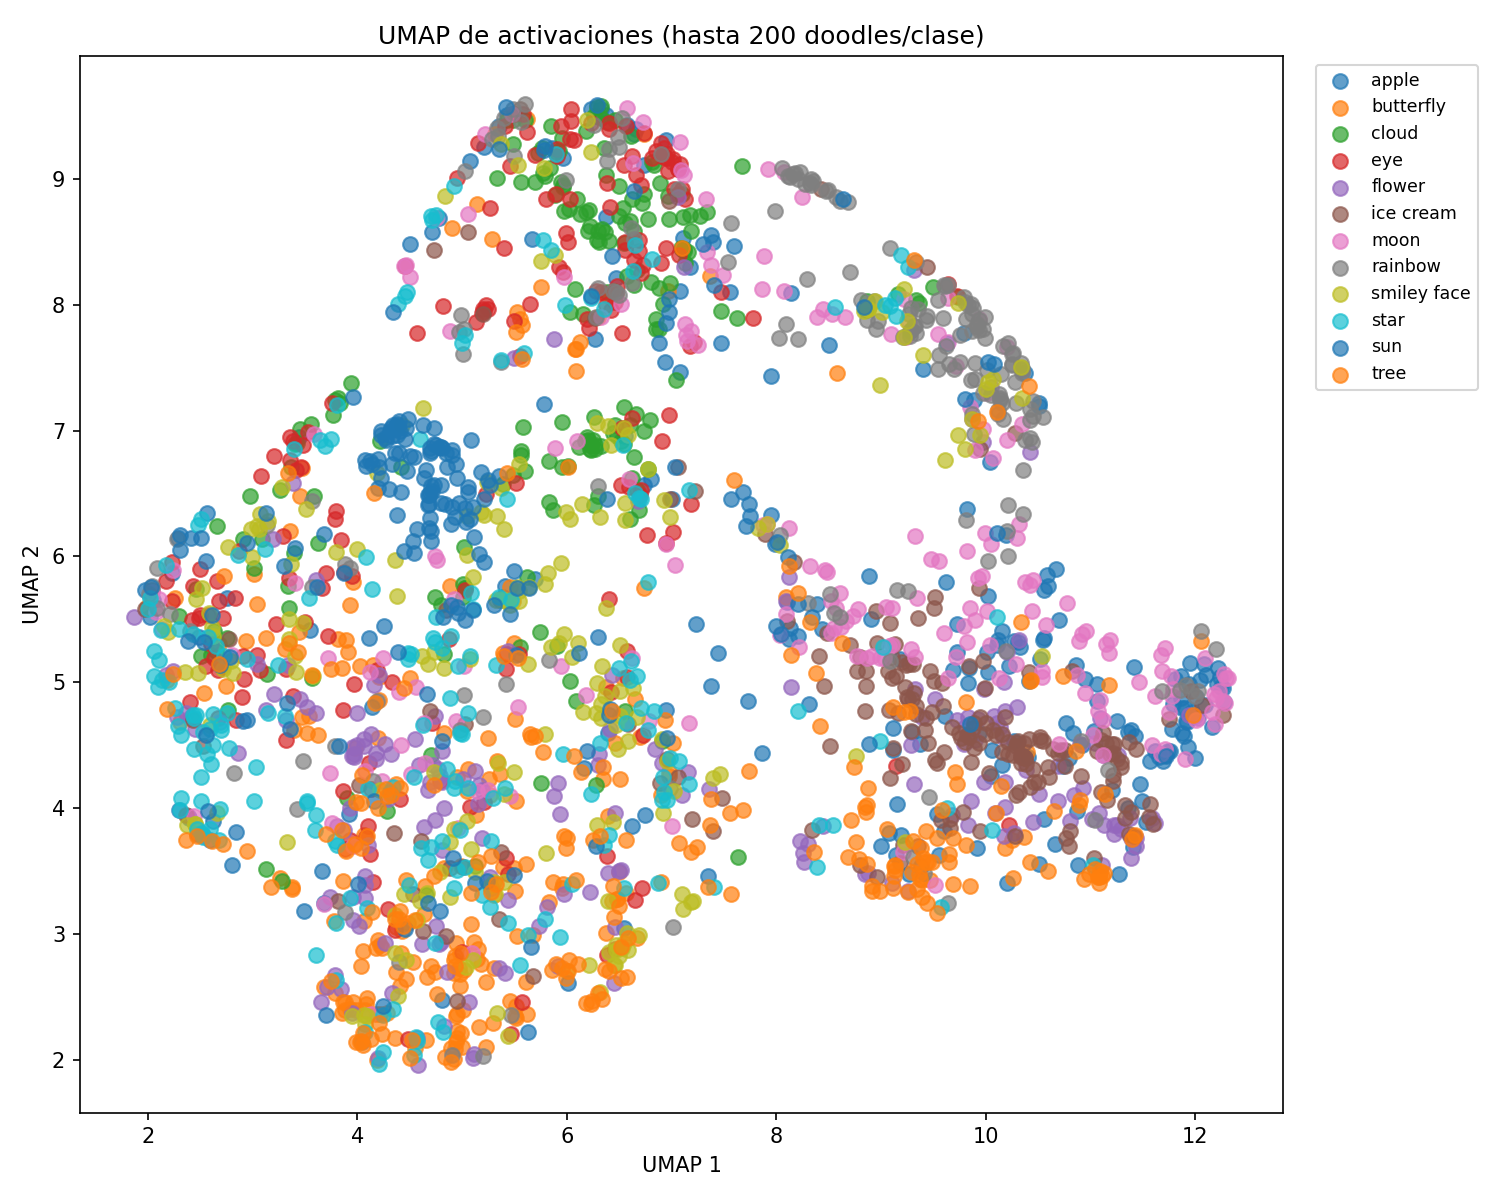 UMAP de activaciones (hasta 200 doodles/clase)
apple
butterfly
cloud
eye
flower
ice cream
moon
rainbow
smiley face
star
sun
tree
9
8
7
6
5
4
3
2
UMAP 2
2
4
6
8
10
12
UMAP 1